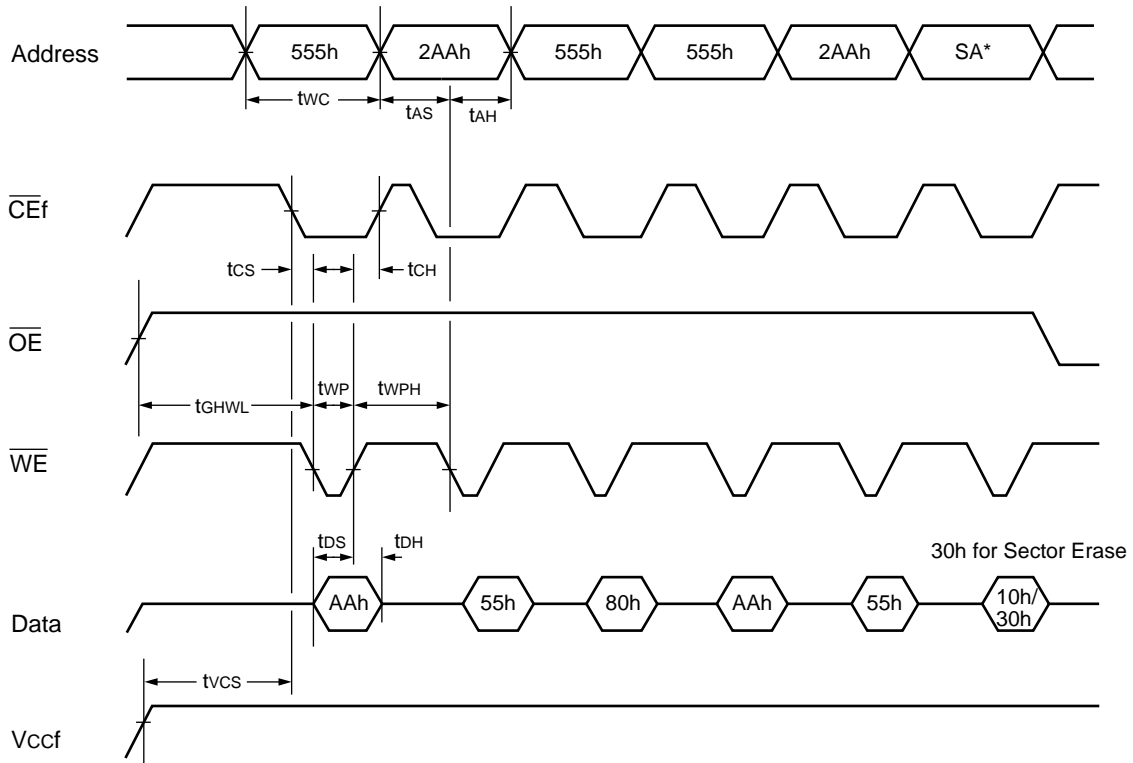 Address
555h 2AAh 555h 555h 2AAh SA*
tWC tAS tAH
CEf
tCS tCH
OE
tGHWL tWP tWPH
WE
tDS tDH
30h for Sector Erase
Data
AAh 55h 80h AAh 55h 10h/
30h
tVCS
VCCf